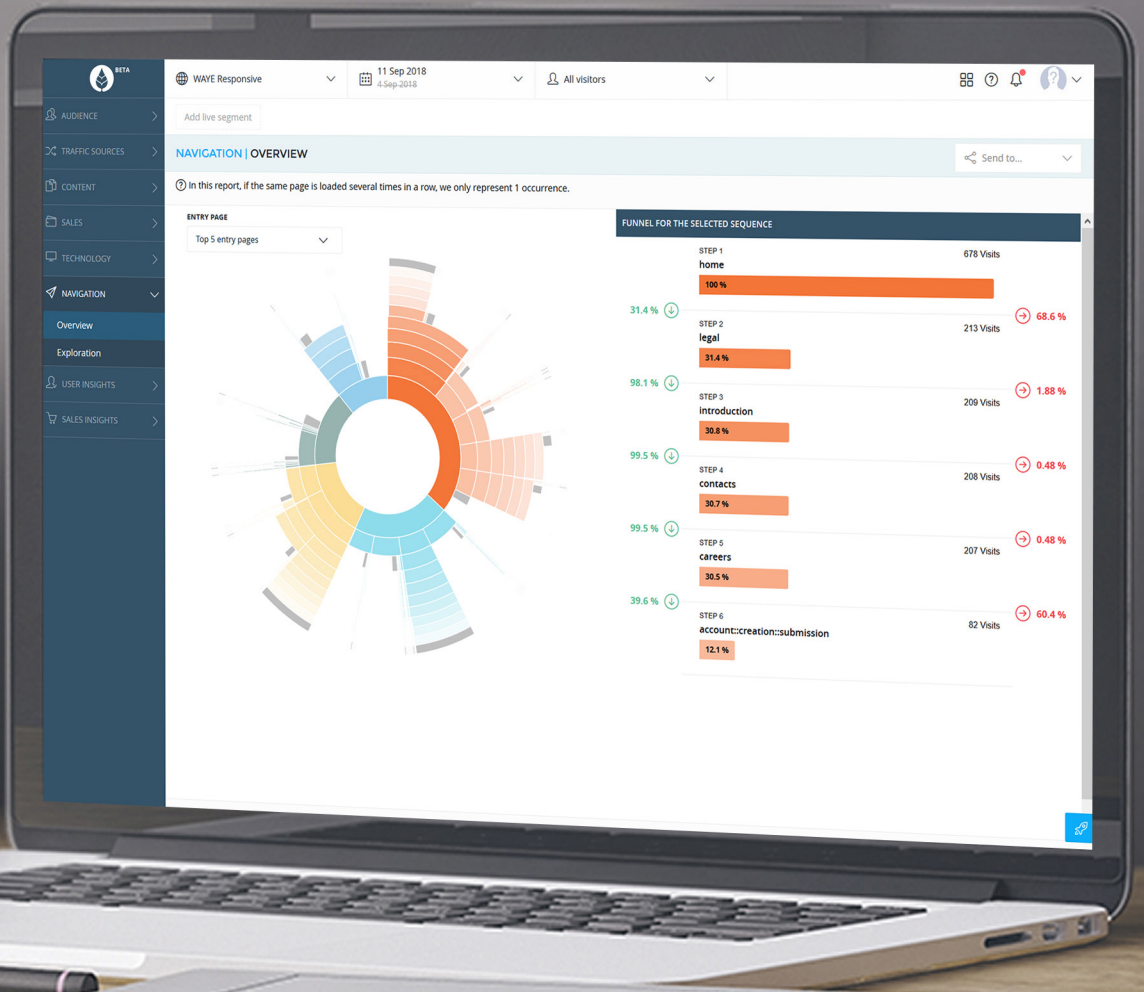 BETA
WAYE Responsive
11 Sep 2018
4 Sep 2018
All visitors
AUDIENCE
TRAFFIC SOURCES
CONTENT
SALES
TECHNOLOGY
NAVIGATION
Overview
Exploration
USER INSIGHTS
SALES INSIGHTS
Add live segment
NAVIGATION | OVERVIEW
Send to...
In this report, if the same page is loaded several times in a row, we only represent 1 occurrence.
ENTRY PAGE
Top 5 entry pages
FUNNEL FOR THE SELECTED SEQUENCE
STEP 1
678 Visits
home
100 %
31.4 %
68.6 %
STEP 2
213 Visits
legal
31.4 %
98.1 %
1.88 %
STEP 3
209 Visits
introduction
30.8 %
99.5 %
0.48 %
STEP 4
208 Visits
contacts
30.7 %
99.5 %
0.48 %
STEP 5
207 Visits
careers
30.5 %
39.6 %
60.4 %
STEP 6
82 Visits
account::creation::submission
12.1 %